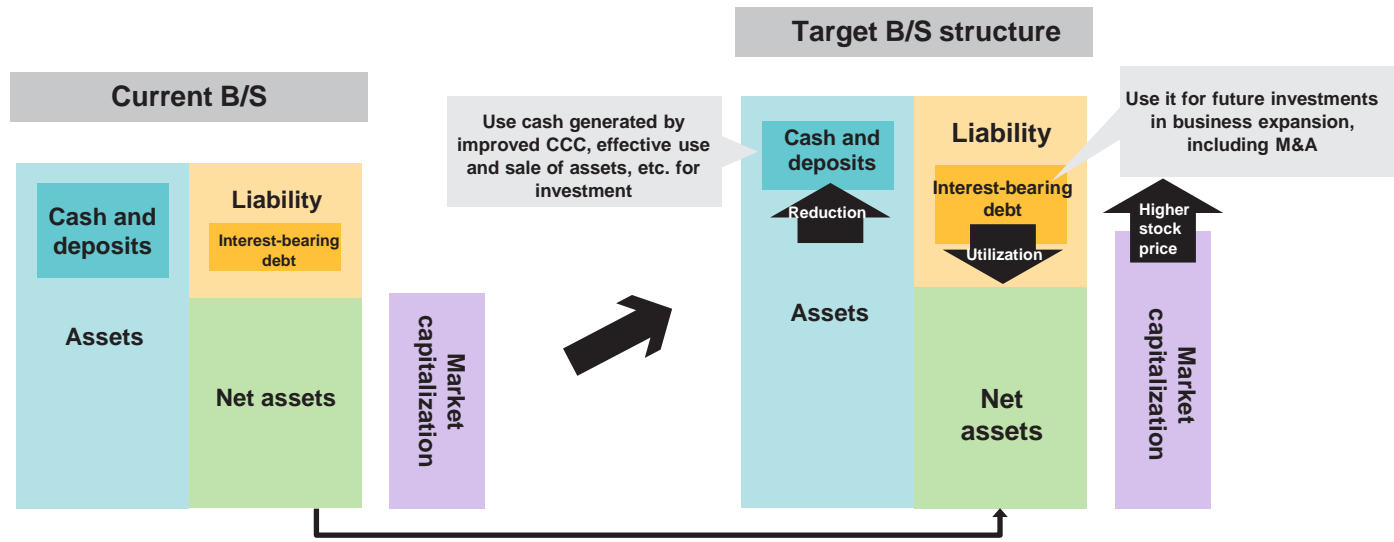 Current B/S
Cash and
deposits
Assets
Liability
Interest-bearing
debt
Net assets
Market
capitalization
Target B/S structure
Use cash generated by
improved CCC, effective use
and sale of assets, etc. for
investment
Cash and
deposits
Reduction
Assets
Liability
Interest-bearing
debt
Utilization
Net
assets
Use it for future investments
in business expansion,
including M&A
Higher
stock
price
Market
capitalization